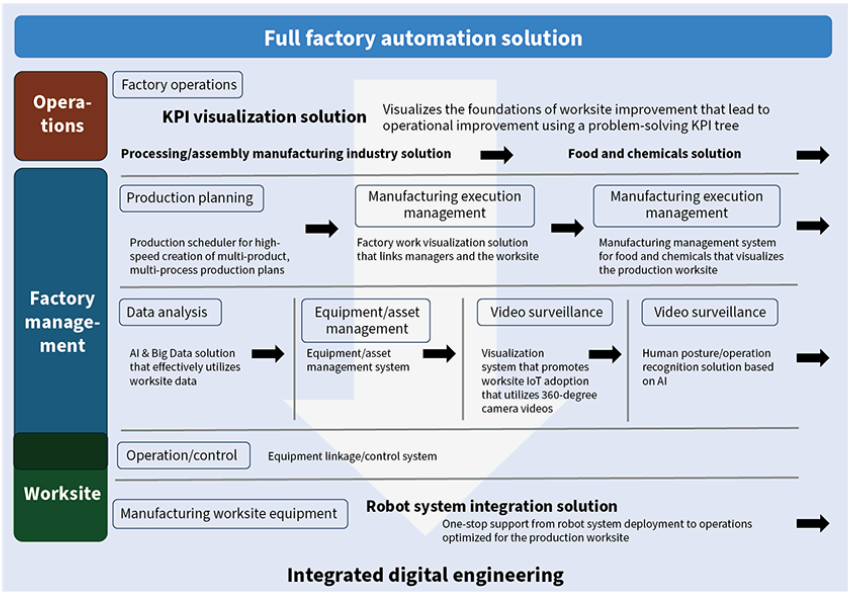 Full factory automation solution
Opera-
tions
Factory operations
KPI visualization solution
Visualizes the foundations of worksite improvement that lead to
operational improvement using a problem-solving KPI tree
Processing/assembly manufacturing industry solution
Food and chemicals solution
Factory
manage-
ment
Production planning
Production scheduler for high-
speed creation of multi-product,
multi-process production plans
Manufacturing execution
management
Factory work visualization solution
that links managers and the worksite
Manufacturing execution
management
Manufacturing management system
for food and chemicals that visualizes
the production worksite
Data analysis
AI & Big Data solution
that effectively utilizes
worksite data
Equipment/asset
management
Equipment/asset
management system
Video surveillance
Visualization
system that promotes
worksite IoT adoption
that utilizes 360-degree
camera videos
Video surveillance
Human posture/operation
recognition solution based
on AI
Worksite
Operation/control
Equipment linkage/control system
Manufacturing worksite equipment
Robot system integration solution
One-stop support from robot system deployment to operations
optimized for the production worksite
Integrated digital engineering